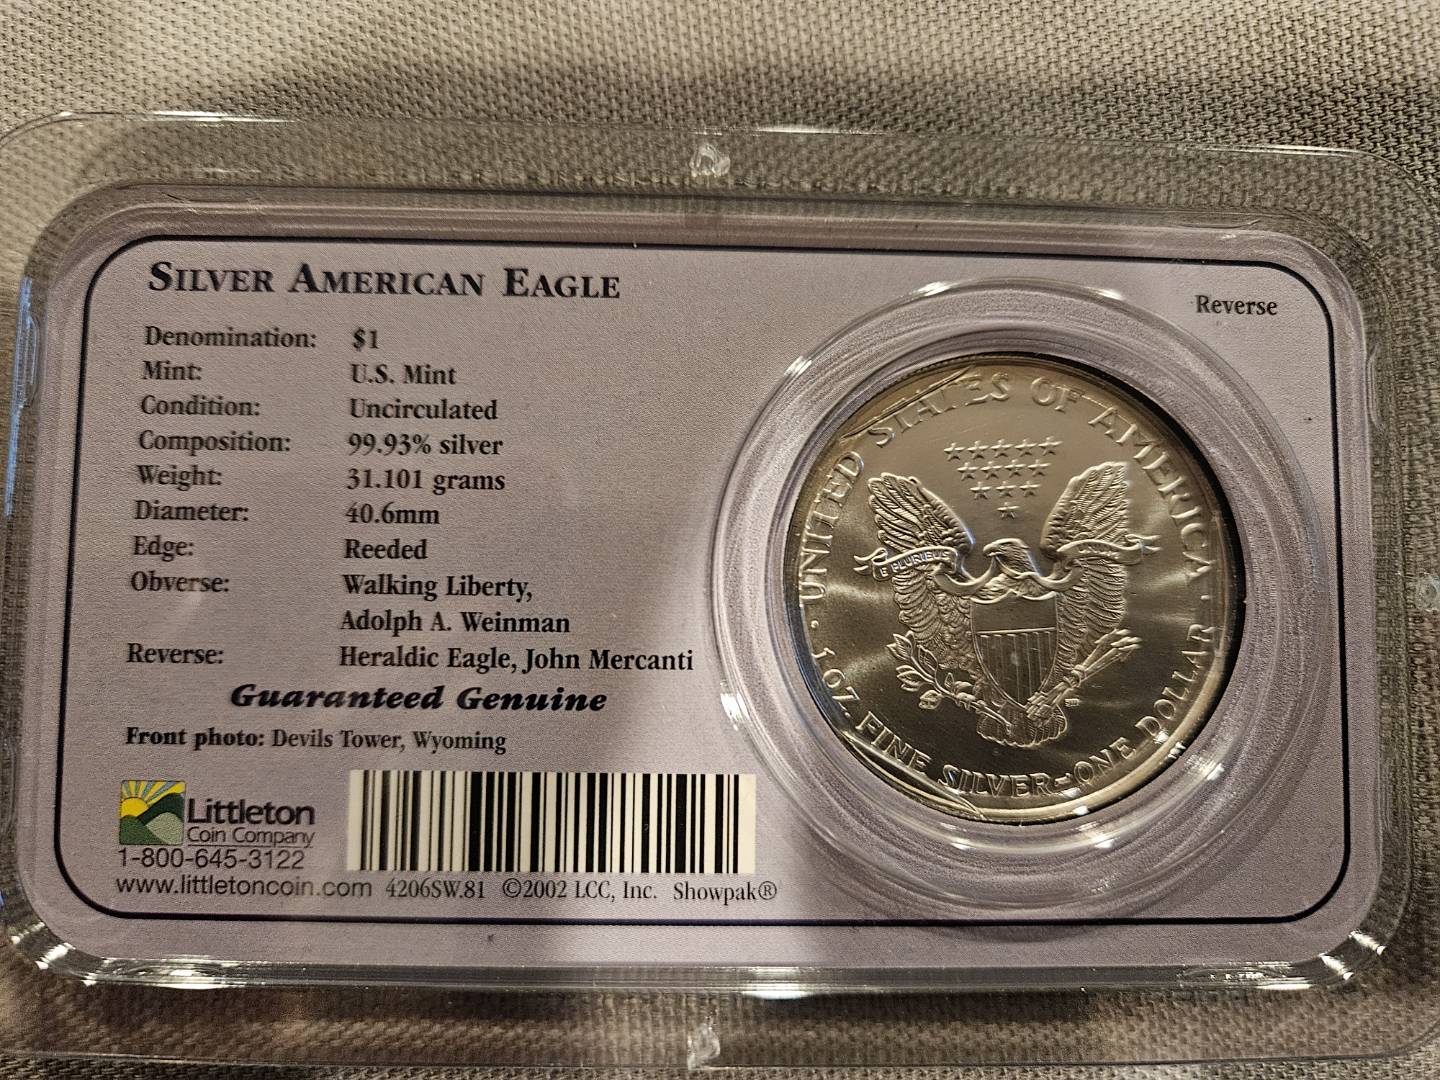 SILVER AMERICAN EAGLE
Reverse
Denomination: $1
Mint: U.S. Mint
Condition: Uncirculated
Composition: 99.93% silver
Weight: 31.101 grams
Diameter: 40.6mm
Edge: Reeded
Obverse: Walking Liberty,
Adolph A. Weinman
Reverse: Heraldic Eagle, John Mercanti
Guaranteed Genuine
Front photo: Devils Tower, Wyoming
Littleton
Coin Company
1-800-645-3122
www.littletoncoin.com 4206SW.81 ©2002 LCC, Inc. Showpak®
UNITED STATES OF AMERICA
E PLURIBUS UNUM
1 OZ. FINE SILVER~ONE DOLLAR